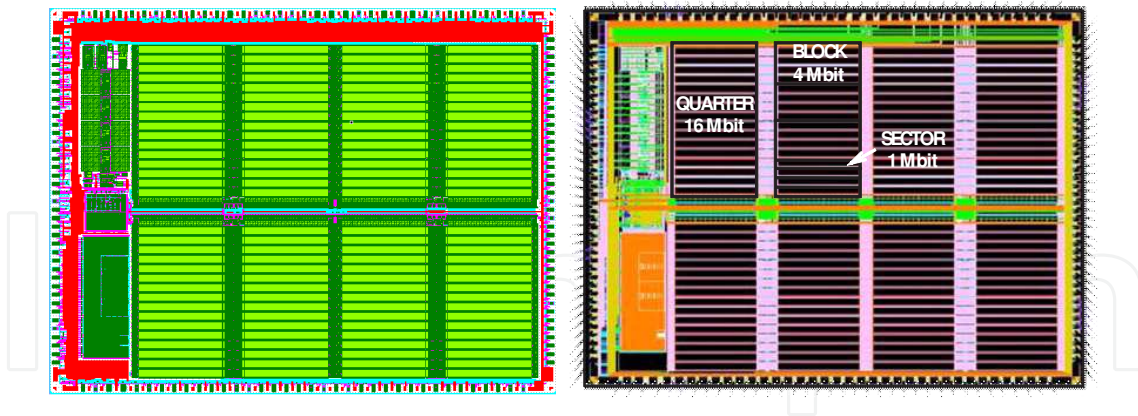 BLOCK
4 Mbit
QUARTER
16 Mbit
SECTOR
1 Mbit